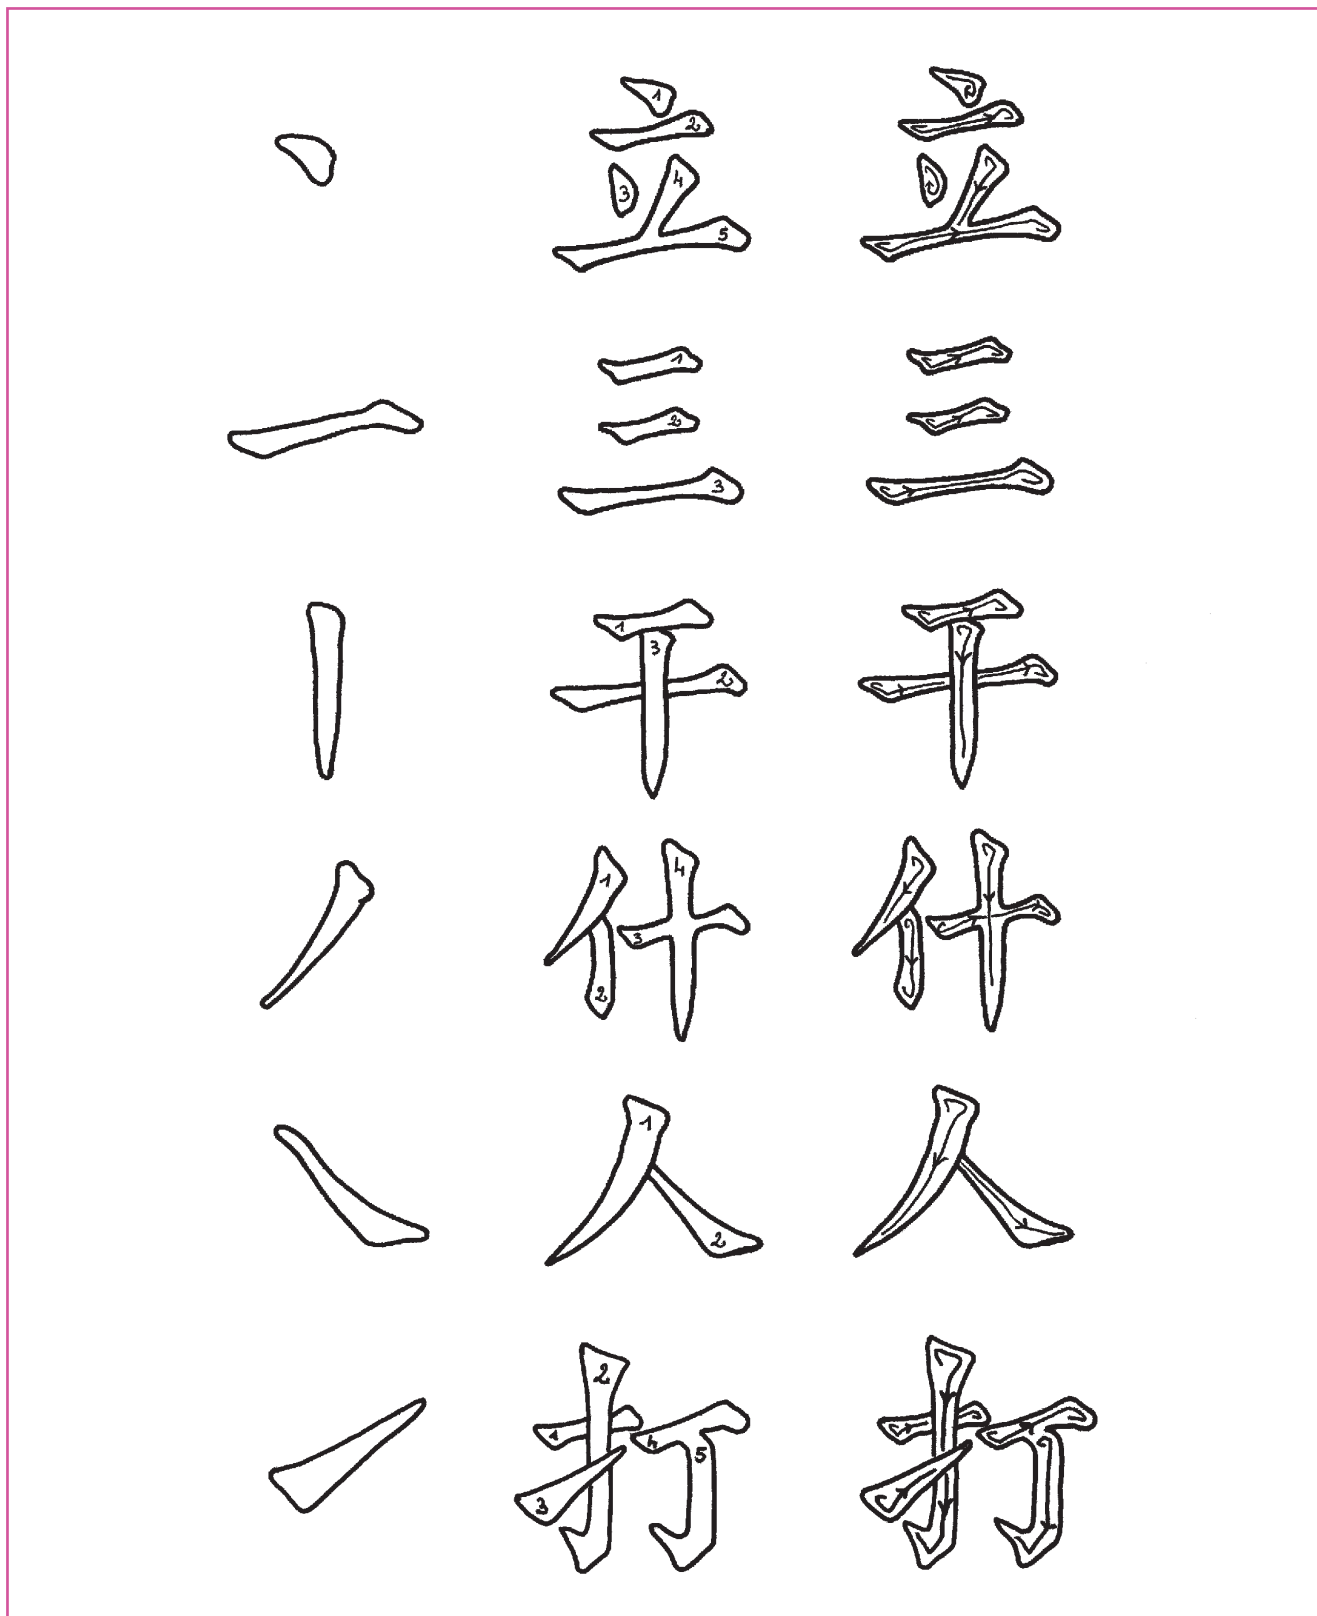 丶 立 立
一 三 三
丨 干 干
丿 什 什
㇏ 人 人
㇀ 打 打